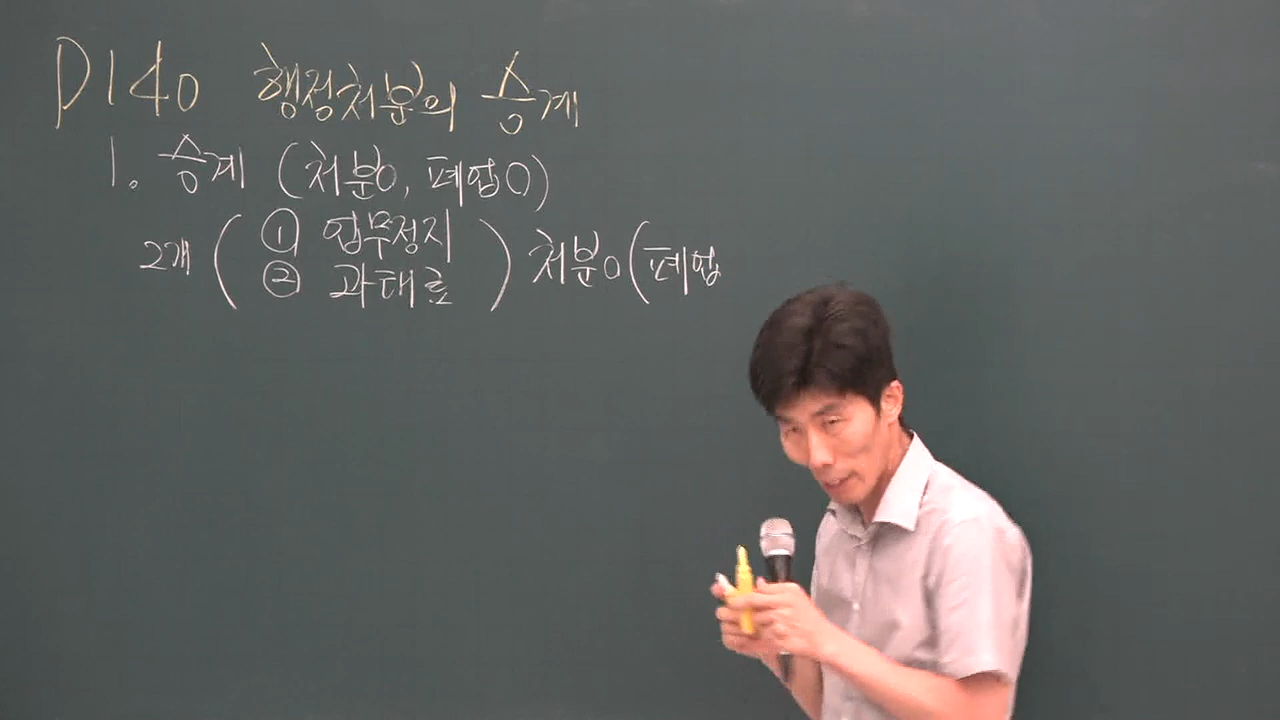 P140 행정처분의 승계
1. 승계 (처분O, 폐업O)
2개 ( ① 업무정지
② 과태료 ) 처분O (폐업